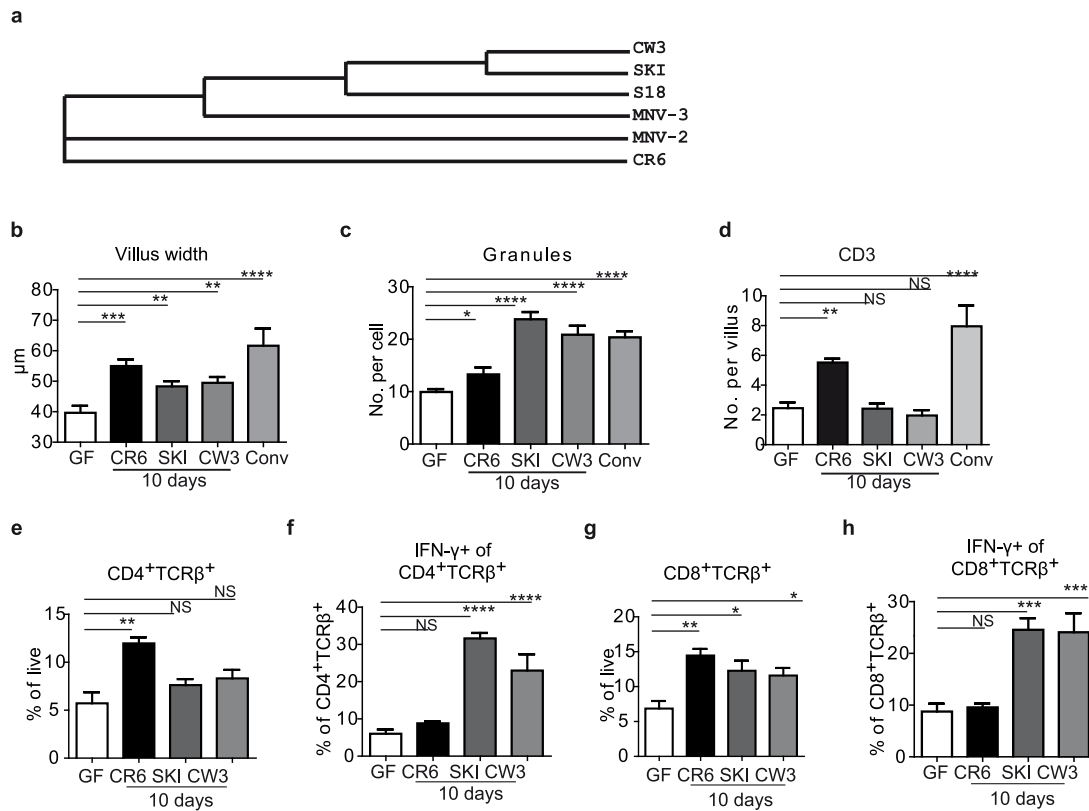 a
CW3
SKI
S18
MNV-3
MNV-2
CR6
b
Villus width
****
**
**
***
80
70
60
50
40
30
µm
GF
CR6 SKI CW3 Conv
10 days
c
Granules
****
****
****
*
30
20
10
0
No. per cell
GF
CR6 SKI CW3 Conv
10 days
d
CD3
****
NS
NS
**
10
8
6
4
2
0
No. per villus
GF
CR6 SKI CW3 Conv
10 days
e
CD4+TCRβ+
NS
NS
**
15
10
5
0
% of live
GF CR6 SKI CW3
10 days
f
IFN-γ+ of
CD4+TCRβ+
****
****
NS
40
30
20
10
0
% of CD4+TCRβ+
GF CR6 SKI CW3
10 days
g
CD8+TCRβ+
*
*
**
20
15
10
5
0
% of live
GF CR6 SKI CW3
10 days
h
IFN-γ+ of
CD8+TCRβ+
***
***
NS
30
20
10
0
% of CD8+TCRβ+
GF CR6 SKI CW3
10 days